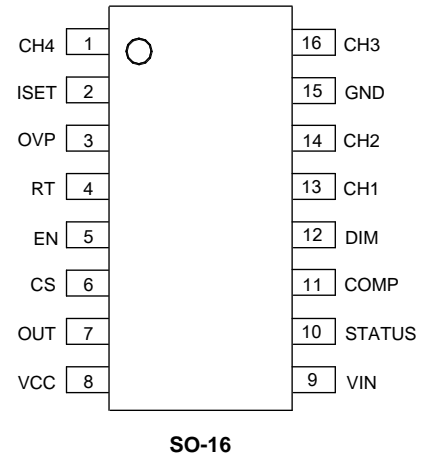 CH4 1 16 CH3
ISET 2 15 GND
OVP 3 14 CH2
RT 4 13 CH1
EN 5 12 DIM
CS 6 11 COMP
OUT 7 10 STATUS
VCC 8 9 VIN
SO-16